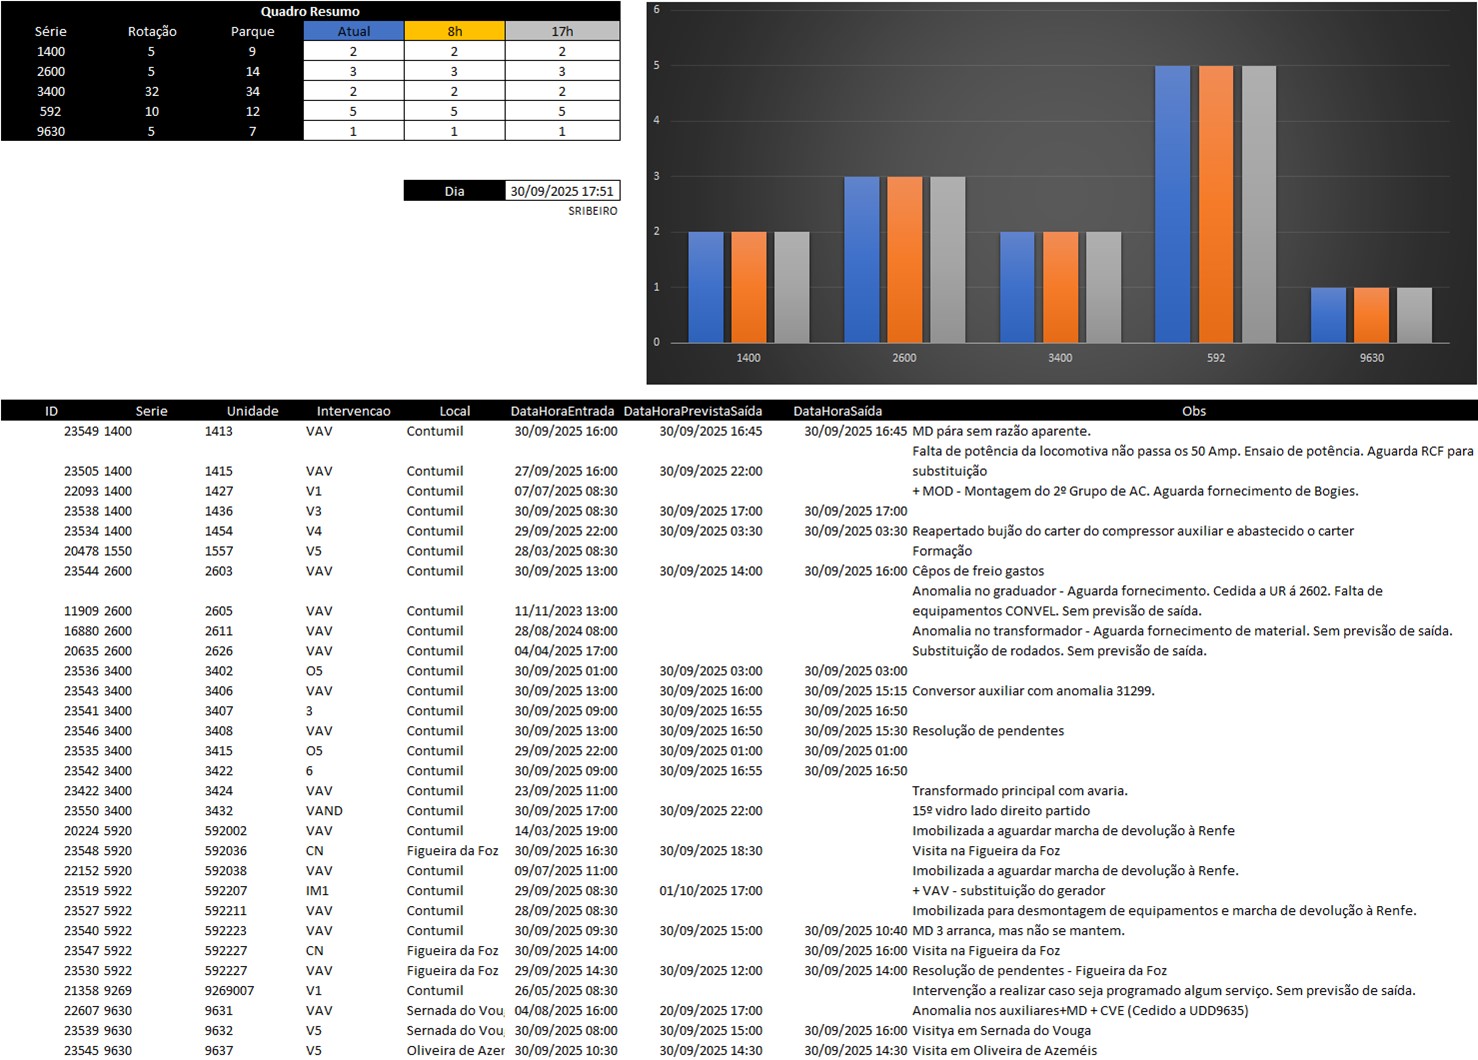 Quadro Resumo
Série Rotação Parque Atual 8h 17h
1400 5 9 2 2 2
2600 5 14 3 3 3
3400 32 34 2 2 2
592 10 12 5 5 5
9630 5 7 1 1 1
Dia 30/09/2025 17:51
SRIBEIRO
6
5
4
3
2
1
0
1400 2600 3400 592 9630
ID Serie Unidade Intervencao Local DataHoraEntrada DataHoraPrevistaSaída DataHoraSaída Obs
23549 1400 1413 VAV Contumil 30/09/2025 16:00 30/09/2025 16:45 30/09/2025 16:45 MD pára sem razão aparente.
Falta de potência da locomotiva não passa os 50 Amp. Ensaio de potência. Aguarda RCF para
23505 1400 1415 VAV Contumil 27/09/2025 16:00 30/09/2025 22:00 substituição
22093 1400 1427 V1 Contumil 07/07/2025 08:30 + MOD - Montagem do 2º Grupo de AC. Aguarda fornecimento de Bogies.
23538 1400 1436 V3 Contumil 30/09/2025 08:30 30/09/2025 17:00 30/09/2025 17:00
23534 1400 1454 V4 Contumil 29/09/2025 22:00 30/09/2025 03:30 30/09/2025 03:30 Reapertado bujão do carter do compressor auxiliar e abastecido o carter
20478 1550 1557 V5 Contumil 28/03/2025 08:30 Formação
23544 2600 2603 VAV Contumil 30/09/2025 13:00 30/09/2025 14:00 30/09/2025 16:00 Cêpos de freio gastos
Anomalia no graduador - Aguarda fornecimento. Cedida a UR á 2602. Falta de
11909 2600 2605 VAV Contumil 11/11/2023 13:00 equipamentos CONVEL. Sem previsão de saída.
16880 2600 2611 VAV Contumil 28/08/2024 08:00 Anomalia no transformador - Aguarda fornecimento de material. Sem previsão de saída.
20635 2600 2626 VAV Contumil 04/04/2025 17:00 Substituição de rodados. Sem previsão de saída.
23536 3400 3402 O5 Contumil 30/09/2025 01:00 30/09/2025 03:00 30/09/2025 03:00
23543 3400 3406 VAV Contumil 30/09/2025 13:00 30/09/2025 16:00 30/09/2025 15:15 Conversor auxiliar com anomalia 31299.
23541 3400 3407 3 Contumil 30/09/2025 09:00 30/09/2025 16:55 30/09/2025 16:50
23546 3400 3408 VAV Contumil 30/09/2025 13:00 30/09/2025 16:50 30/09/2025 15:30 Resolução de pendentes
23535 3400 3415 O5 Contumil 29/09/2025 22:00 30/09/2025 01:00 30/09/2025 01:00
23542 3400 3422 6 Contumil 30/09/2025 09:00 30/09/2025 16:55 30/09/2025 16:50
23422 3400 3424 VAV Contumil 23/09/2025 11:00 Transformado principal com avaria.
23550 3400 3432 VAND Contumil 30/09/2025 17:00 30/09/2025 22:00 15º vidro lado direito partido
20224 5920 592002 VAV Contumil 14/03/2025 19:00 Imobilizada a aguardar marcha de devolução à Renfe
23548 5920 592036 CN Figueira da Foz 30/09/2025 16:30 30/09/2025 18:30 Visita na Figueira da Foz
22152 5920 592038 VAV Contumil 09/07/2025 11:00 Imobilizada a aguardar marcha de devolução à Renfe.
23519 5922 592207 IM1 Contumil 29/09/2025 08:30 01/10/2025 17:00 + VAV - substituição do gerador
23527 5922 592211 VAV Contumil 28/09/2025 08:30 Imobilizada para desmontagem de equipamentos e marcha de devolução à Renfe.
23540 5922 592223 VAV Contumil 30/09/2025 09:30 30/09/2025 15:00 30/09/2025 10:40 MD 3 arranca, mas não se mantem.
23547 5922 592227 CN Figueira da Foz 30/09/2025 14:00 30/09/2025 16:00 Visita na Figueira da Foz
23530 5922 592227 VAV Figueira da Foz 29/09/2025 14:30 30/09/2025 12:00 30/09/2025 14:00 Resolução de pendentes - Figueira da Foz
21358 9269 9269007 V1 Contumil 26/05/2025 08:30 Intervenção a realizar caso seja programado algum serviço. Sem previsão de saída.
22607 9630 9631 VAV Sernada do Vou 04/08/2025 16:00 20/09/2025 17:00 Anomalia nos auxiliares+MD + CVE (Cedido a UDD9635)
23539 9630 9632 V5 Sernada do Vou 30/09/2025 08:00 30/09/2025 15:00 30/09/2025 16:00 Visitya em Sernada do Vouga
23545 9630 9637 V5 Oliveira de Azer 30/09/2025 10:30 30/09/2025 14:30 30/09/2025 14:30 Visita em Oliveira de Azeméis